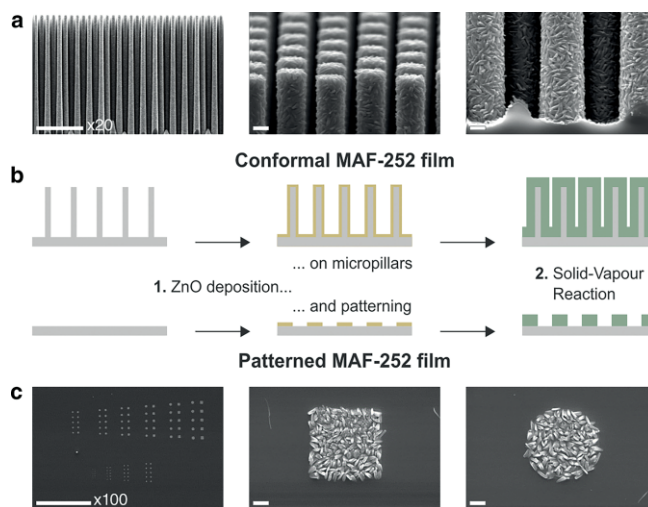 a
x20
Conformal MAF-252 film
b
... on micropillars
1. ZnO deposition...
2. Solid-Vapour
Reaction
... and patterning
Patterned MAF-252 film
c
x100